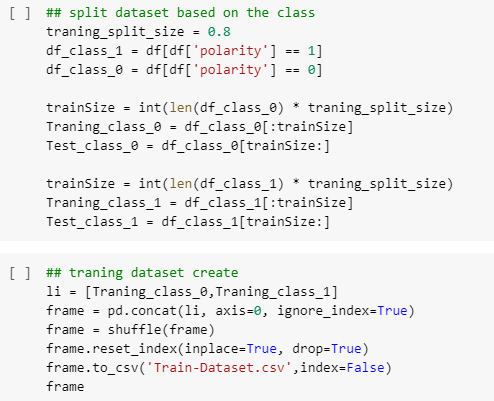 [ ] ## split dataset based on the class
traning_split_size = 0.8
df_class_1 = df[df['polarity'] == 1]
df_class_0 = df[df['polarity'] == 0]
trainSize = int(len(df_class_0) * traning_split_size)
Traning_class_0 = df_class_0[:trainSize]
Test_class_0 = df_class_0[trainSize:]
trainSize = int(len(df_class_1) * traning_split_size)
Traning_class_1 = df_class_1[:trainSize]
Test_class_1 = df_class_1[trainSize:]
[ ] ## traning dataset create
li = [Traning_class_0,Traning_class_1]
frame = pd.concat(li, axis=0, ignore_index=True)
frame = shuffle(frame)
frame.reset_index(inplace=True, drop=True)
frame.to_csv('Train-Dataset.csv',index=False)
frame